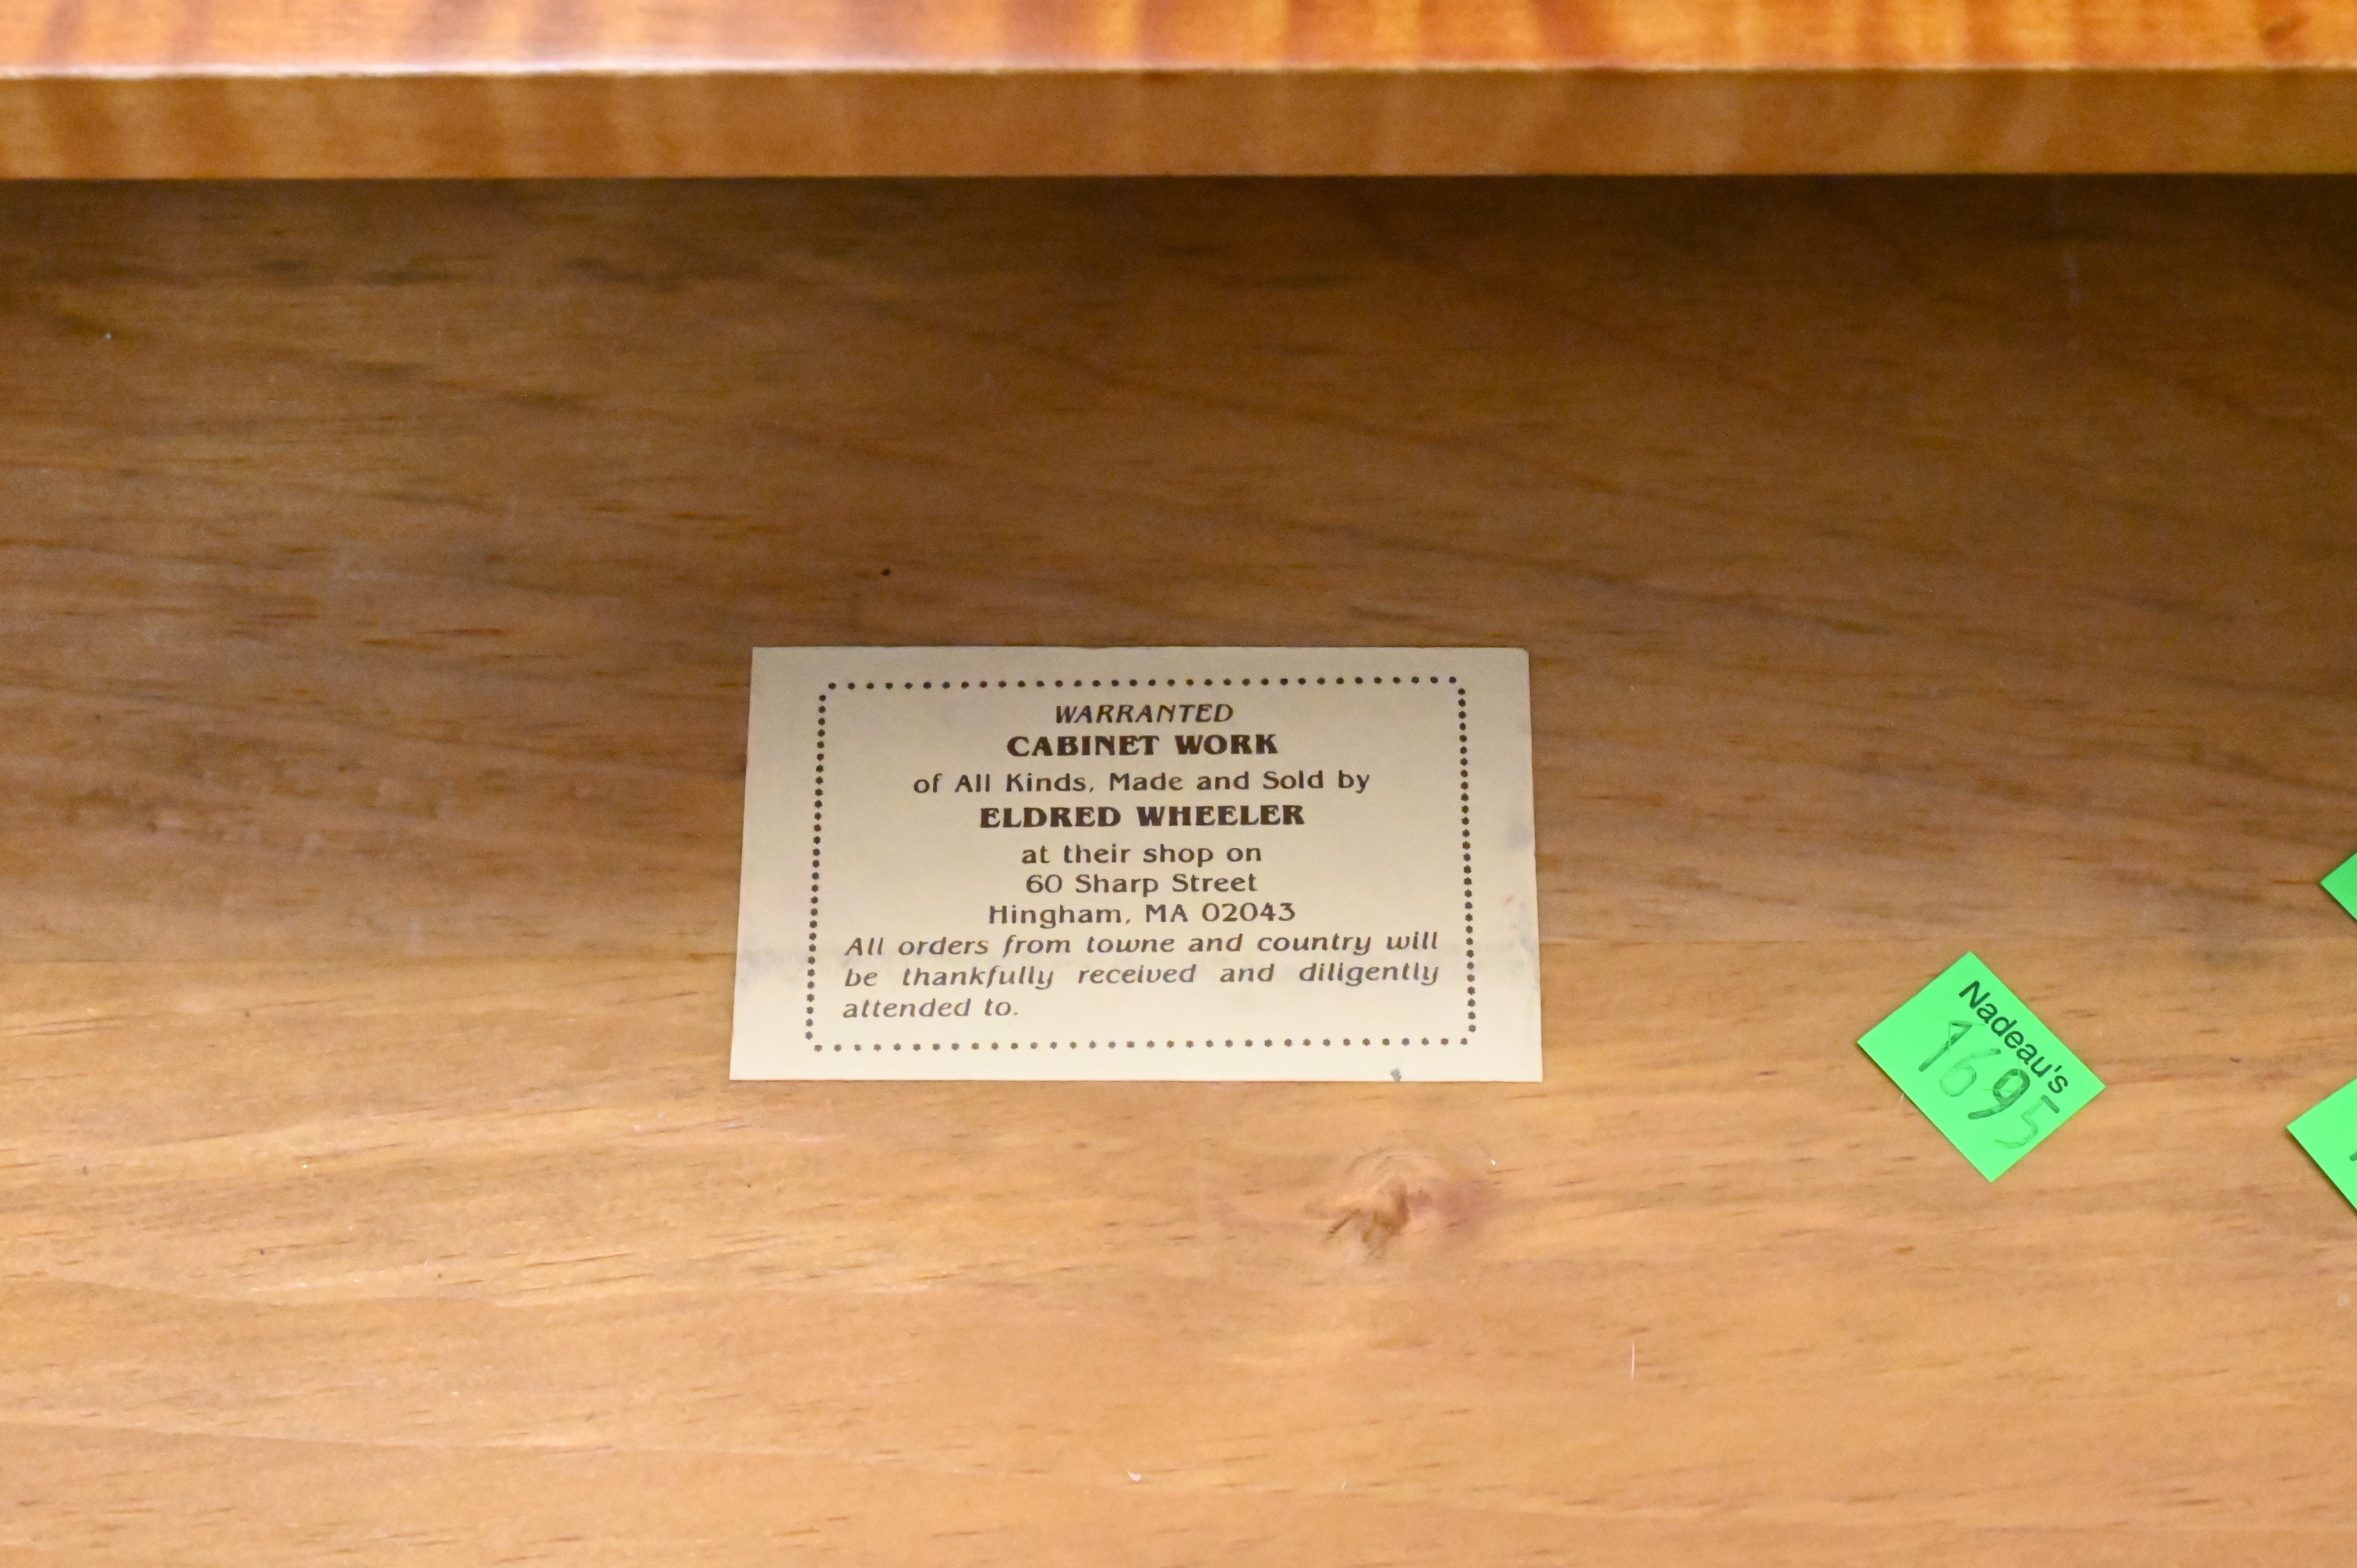 WARRANTED
CABINET WORK
of All Kinds, Made and Sold by
ELDRED WHEELER
at their shop on
60 Sharp Street
Hingham, MA 02043
All orders from towne and country will
be thankfully received and diligently
attended to.
Nadeau's
1695